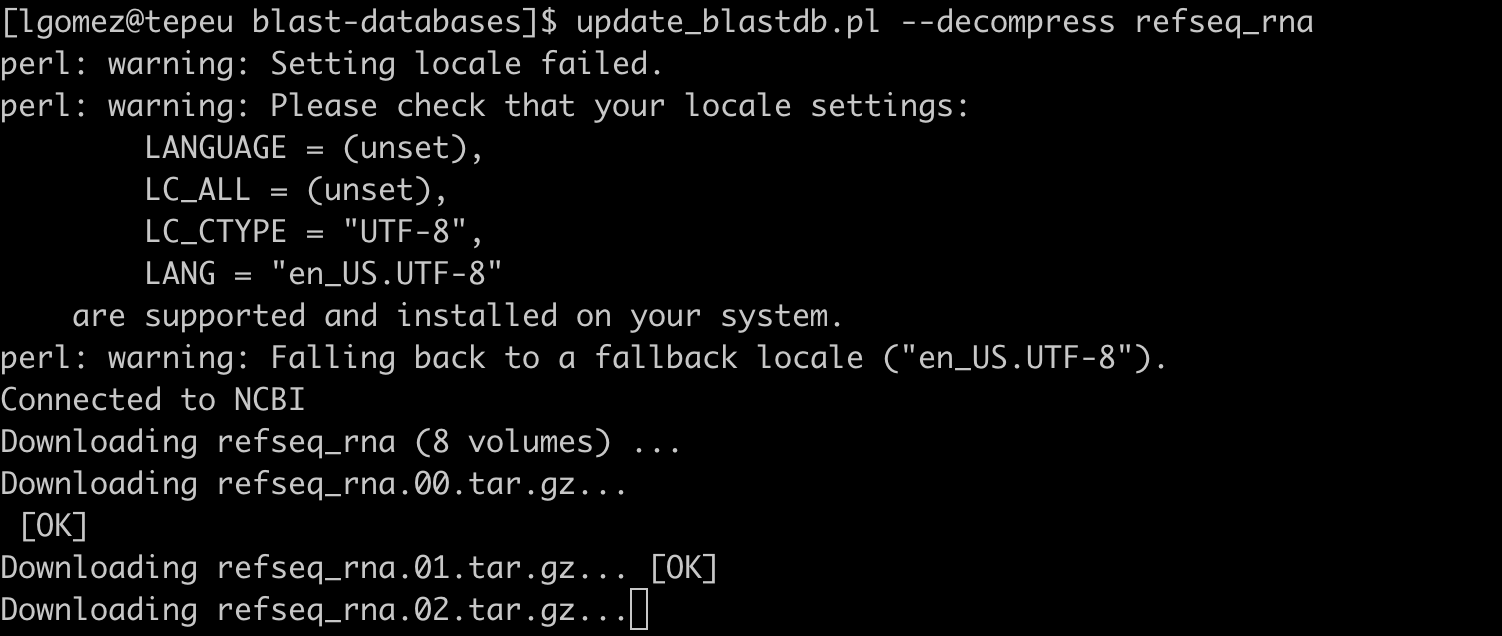 [lgomez@tepeu blast-databases]$ update_blastdb.pl --decompress refseq_rna
perl: warning: Setting locale failed.
perl: warning: Please check that your locale settings:
        LANGUAGE = (unset),
        LC_ALL = (unset),
        LC_CTYPE = "UTF-8",
        LANG = "en_US.UTF-8"
    are supported and installed on your system.
perl: warning: Falling back to a fallback locale ("en_US.UTF-8").
Connected to NCBI
Downloading refseq_rna (8 volumes) ...
Downloading refseq_rna.00.tar.gz...
 [OK]
Downloading refseq_rna.01.tar.gz... [OK]
Downloading refseq_rna.02.tar.gz...